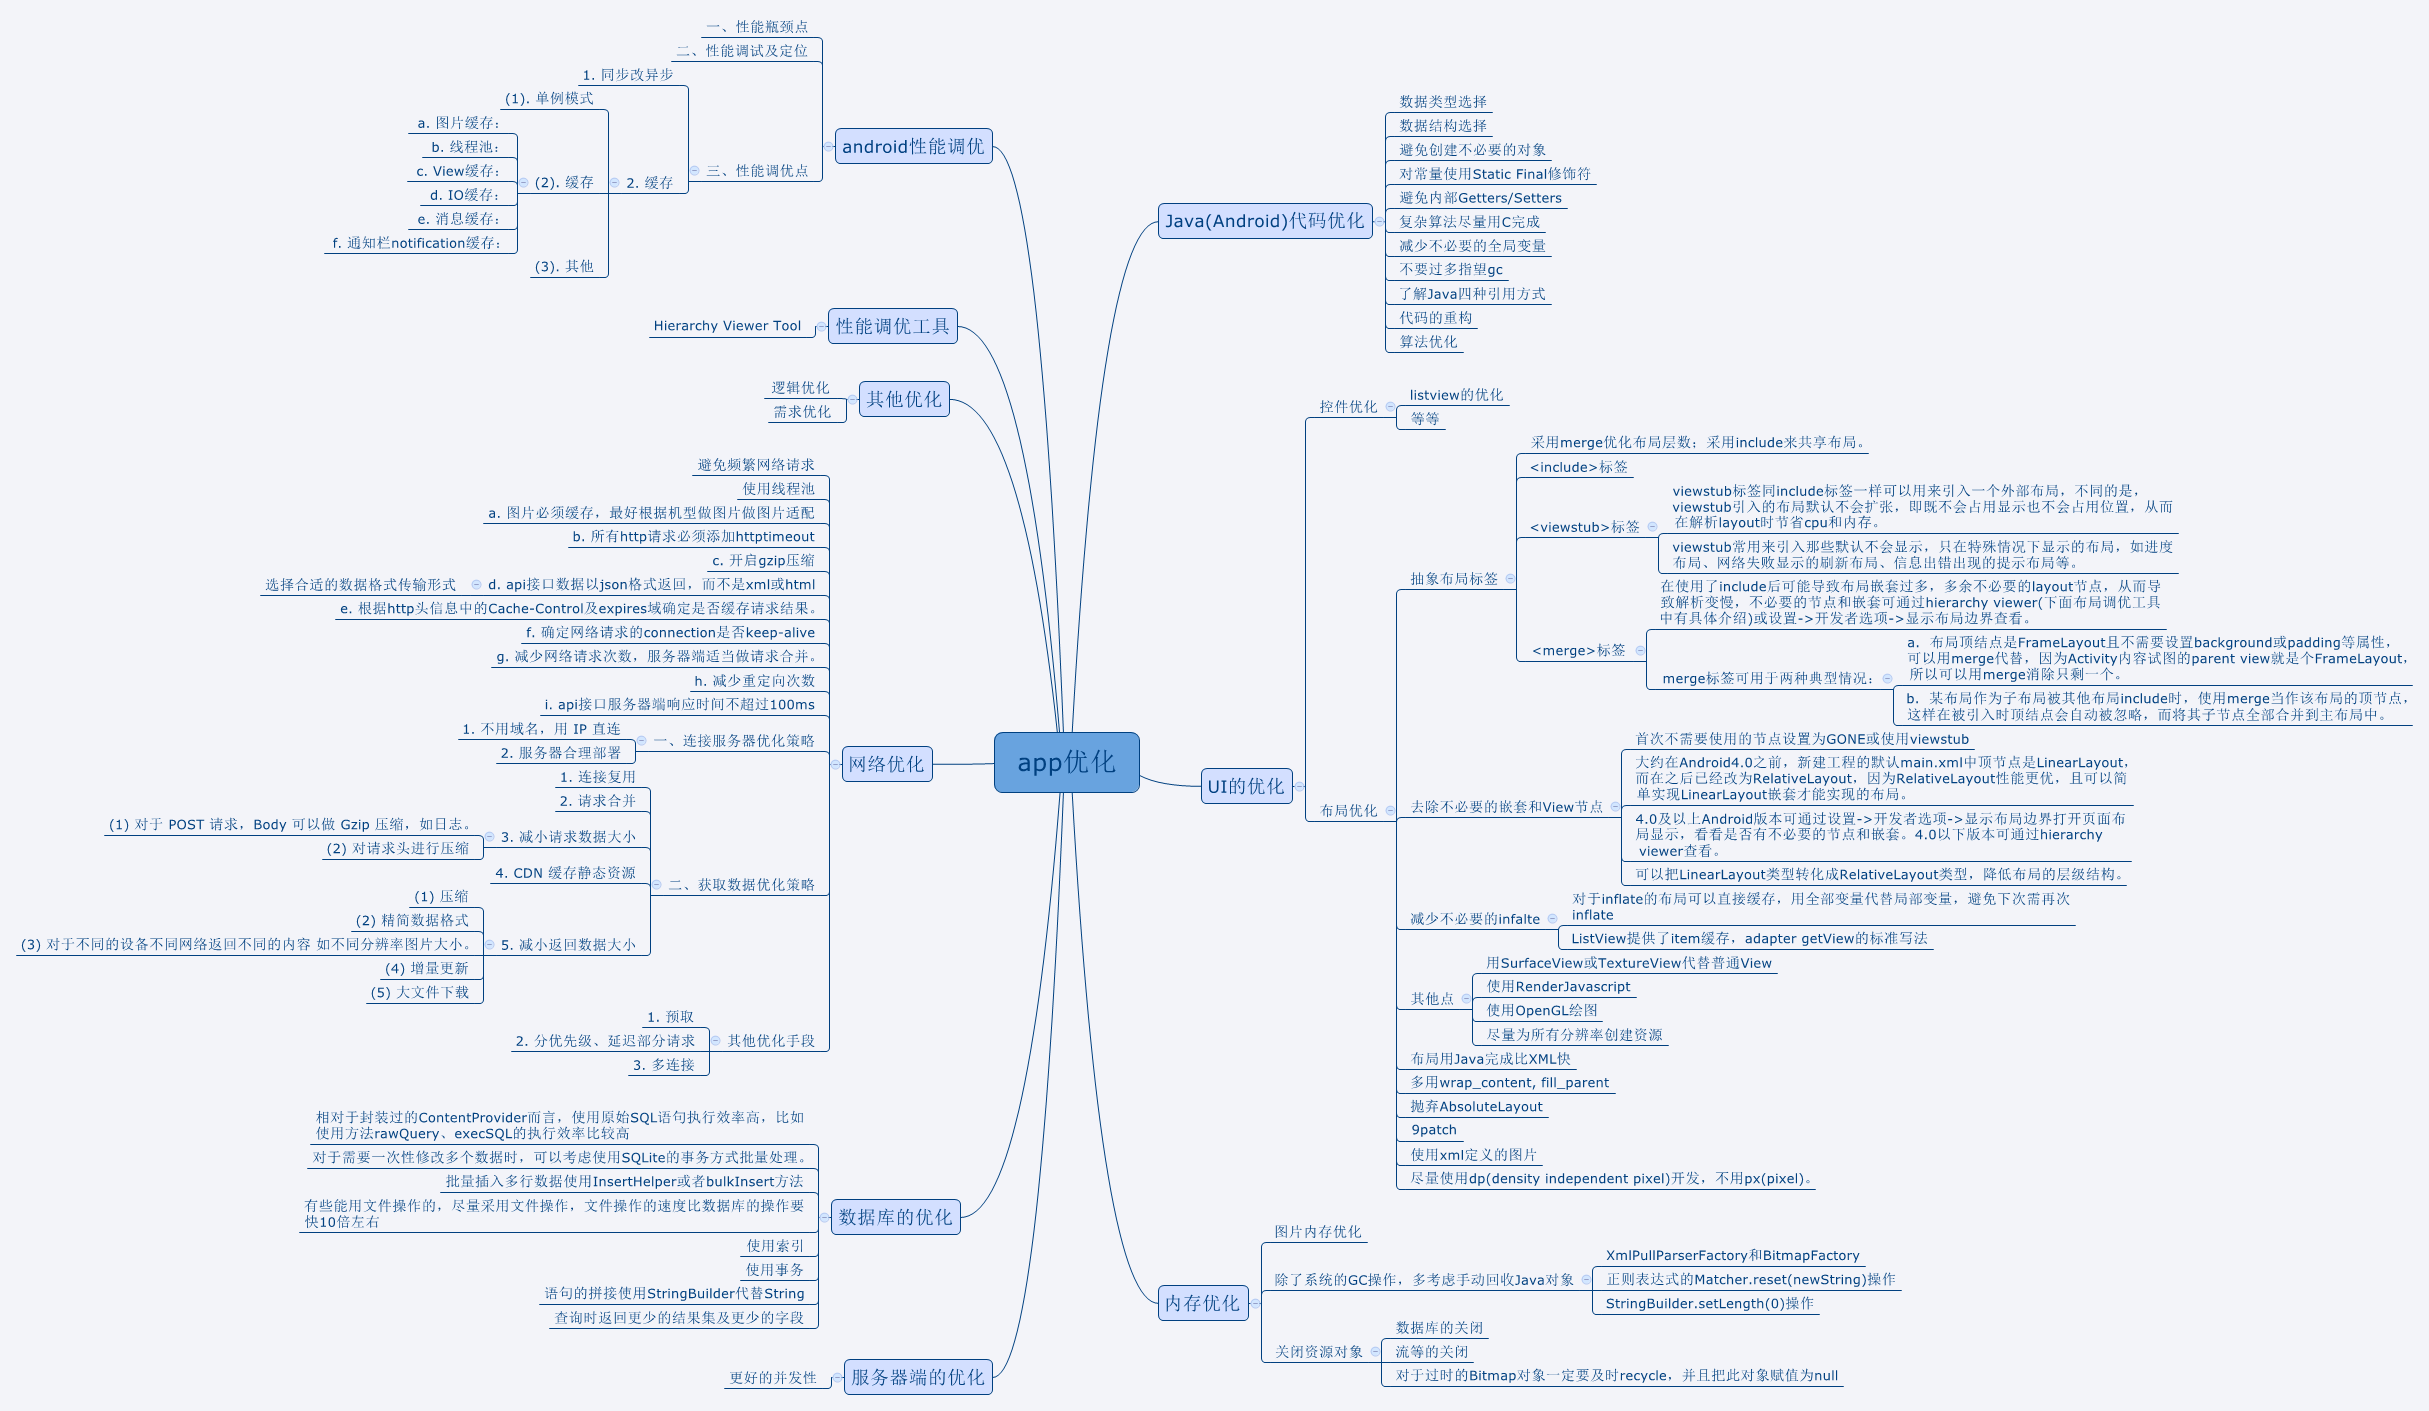 app优化
Java(Android)代码优化
数据类型选择
数据结构选择
避免创建不必要的对象
对常量使用Static Final修饰符
避免内部Getters/Setters
复杂算法尽量用C完成
减少不必要的全局变量
不要过多指望gc
了解Java四种引用方式
代码的重构
算法优化
UI的优化
控件优化
listview的优化
等等
布局优化
抽象布局标签
采用merge优化布局层数；采用include来共享布局。
<include>标签
<viewstub>标签
viewstub标签同include标签一样可以用来引入一个外部布局，不同的是，
viewstub引入的布局默认不会扩张，即既不会占用显示也不会占用位置，从而
在解析layout时节省cpu和内存。
viewstub常用来引入那些默认不会显示，只在特殊情况下显示的布局，如进度
布局、网络失败显示的刷新布局、信息出错出现的提示布局等。
<merge>标签
在使用了include后可能导致布局嵌套过多，多余不必要的layout节点，从而导
致解析变慢，不必要的节点和嵌套可通过hierarchy viewer(下面布局调优工具
中有具体介绍)或设置->开发者选项->显示布局边界查看。
merge标签可用于两种典型情况：
a. 布局顶结点是FrameLayout且不需要设置background或padding等属性，
可以用merge代替，因为Activity内容试图的parent view就是个FrameLayout，
所以可以用merge消除只剩一个。
b. 某布局作为子布局被其他布局include时，使用merge当作该布局的顶节点，
这样在被引入时顶结点会自动被忽略，而将其子节点全部合并到主布局中。
去除不必要的嵌套和View节点
首次不需要使用的节点设置为GONE或使用viewstub
大约在Android4.0之前，新建工程的默认main.xml中顶节点是LinearLayout，
而在之后已经改为RelativeLayout，因为RelativeLayout性能更优，且可以简
单实现LinearLayout嵌套才能实现的布局。
4.0及以上Android版本可通过设置->开发者选项->显示布局边界打开页面布
局显示，看看是否有不必要的节点和嵌套。4.0以下版本可通过hierarchy
viewer查看。
可以把LinearLayout类型转化成RelativeLayout类型，降低布局的层级结构。
减少不必要的infalte
对于inflate的布局可以直接缓存，用全部变量代替局部变量，避免下次需再次
inflate
ListView提供了item缓存，adapter getView的标准写法
其他点
用SurfaceView或TextureView代替普通View
使用RenderJavascript
使用OpenGL绘图
尽量为所有分辨率创建资源
布局用Java完成比XML快
多用wrap_content, fill_parent
抛弃AbsoluteLayout
9patch
使用xml定义的图片
尽量使用dp(density independent pixel)开发，不用px(pixel)。
内存优化
图片内存优化
除了系统的GC操作，多考虑手动回收Java对象
XmlPullParserFactory和BitmapFactory
正则表达式的Matcher.reset(newString)操作
StringBuilder.setLength(0)操作
关闭资源对象
数据库的关闭
流等的关闭
对于过时的Bitmap对象一定要及时recycle，并且把此对象赋值为null
android性能调优
一、性能瓶颈点
二、性能调试及定位
三、性能调优点
1. 同步改异步
2. 缓存
(1). 单例模式
(2). 缓存
a. 图片缓存：
b. 线程池：
c. View缓存：
d. IO缓存：
e. 消息缓存：
f. 通知栏notification缓存：
(3). 其他
性能调优工具
Hierarchy Viewer Tool
其他优化
逻辑优化
需求优化
网络优化
避免频繁网络请求
使用线程池
a. 图片必须缓存，最好根据机型做图片做图片适配
b. 所有http请求必须添加httptimeout
c. 开启gzip压缩
d. api接口数据以json格式返回，而不是xml或html
选择合适的数据格式传输形式
e. 根据http头信息中的Cache-Control及expires域确定是否缓存请求结果。
f. 确定网络请求的connection是否keep-alive
g. 减少网络请求次数，服务器端适当做请求合并。
h. 减少重定向次数
i. api接口服务器端响应时间不超过100ms
一、连接服务器优化策略
1. 不用域名，用 IP 直连
2. 服务器合理部署
二、获取数据优化策略
1. 连接复用
2. 请求合并
3. 减小请求数据大小
(1) 对于 POST 请求，Body 可以做 Gzip 压缩，如日志。
(2) 对请求头进行压缩
4. CDN 缓存静态资源
5. 减小返回数据大小
(1) 压缩
(2) 精简数据格式
(3) 对于不同的设备不同网络返回不同的内容 如不同分辨率图片大小。
(4) 增量更新
(5) 大文件下载
其他优化手段
1. 预取
2. 分优先级、延迟部分请求
3. 多连接
数据库的优化
相对于封装过的ContentProvider而言，使用原始SQL语句执行效率高，比如
使用方法rawQuery、execSQL的执行效率比较高
对于需要一次性修改多个数据时，可以考虑使用SQLite的事务方式批量处理。
批量插入多行数据使用InsertHelper或者bulkInsert方法
有些能用文件操作的，尽量采用文件操作，文件操作的速度比数据库的操作要
快10倍左右
使用索引
使用事务
语句的拼接使用StringBuilder代替String
查询时返回更少的结果集及更少的字段
服务器端的优化
更好的并发性